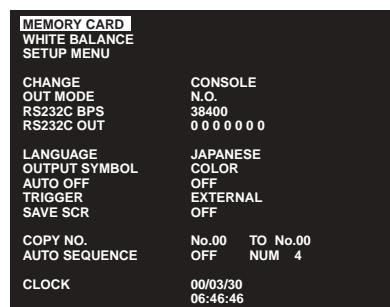 MEMORY CARD
WHITE BALANCE
SETUP MENU
CHANGE CONSOLE
OUT MODE N.O.
RS232C BPS 38400
RS232C OUT 0 0 0 0 0 0 0
LANGUAGE JAPANESE
OUTPUT SYMBOL COLOR
AUTO OFF OFF
TRIGGER EXTERNAL
SAVE SCR OFF
COPY NO. No.00 TO No.00
AUTO SEQUENCE OFF NUM 4
CLOCK 00/03/30
06:46:46